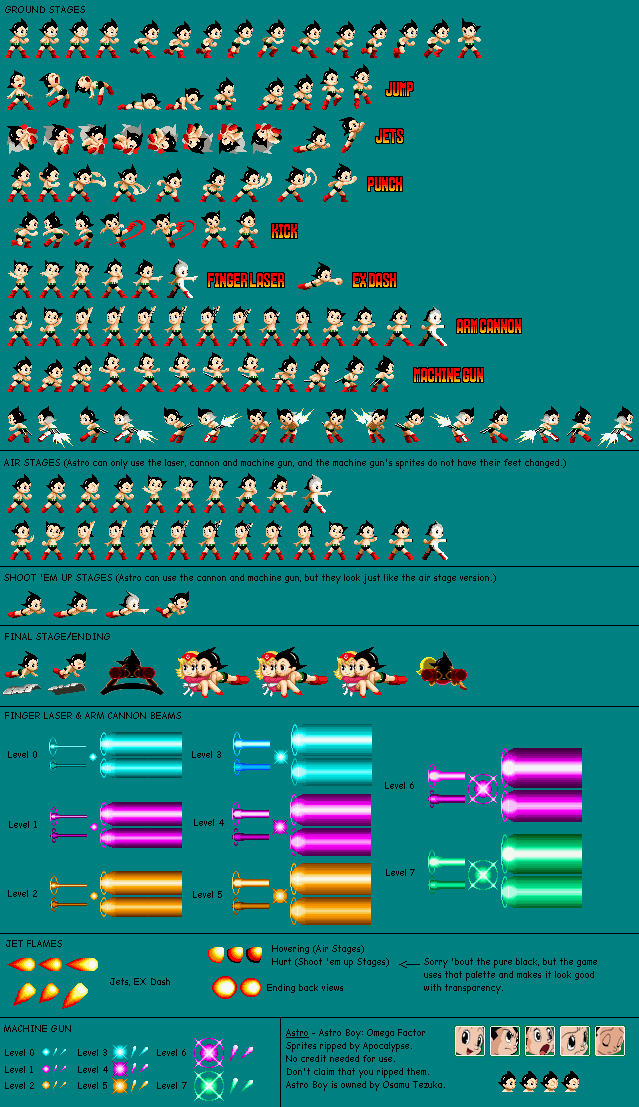 GROUND STAGES
JUMP
JETS
PUNCH
KICK
FINGER LASER
EX DASH
ARM CANNON
MACHINE GUN
AIR STAGES (Astro can only use the laser, cannon and machine gun, and the machine gun's sprites do not have their feet changed.)
SHOOT 'EM UP STAGES (Astro can use the cannon and machine gun, but they look just like the air stage version.)
FINAL STAGE/ENDING
FINGER LASER & ARM CANNON BEAMS
Level 0
Level 1
Level 2
Level 3
Level 4
Level 5
Level 6
Level 7
JET FLAMES
Jets, EX Dash
Hovering (Air Stages)
Hurt (Shoot 'em up Stages)
Ending back views
Sorry 'bout the pure black, but the game
uses that palette and makes it look good
with transparency.
MACHINE GUN
Level 0
Level 1
Level 2
Level 3
Level 4
Level 5
Level 6
Level 7
Astro - Astro Boy: Omega Factor
Sprites ripped by Apocalypse.
No credit needed for use.
Don't claim that you ripped them.
Astro Boy is owned by Osamu Tezuka.